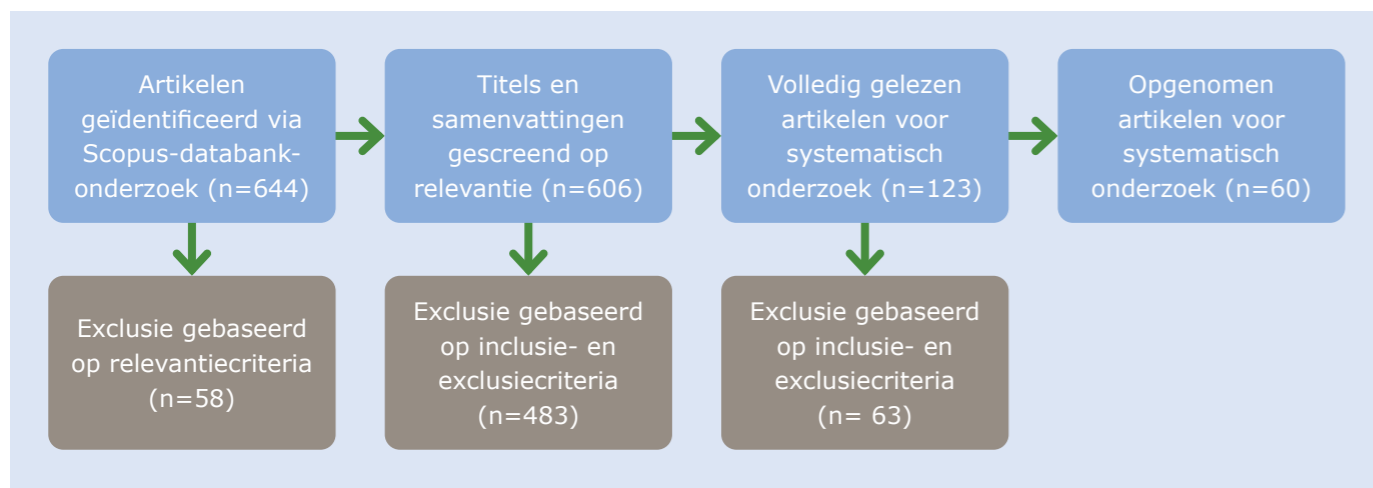 Artikelen
geïdentificeerd via
Scopus-databank-
onderzoek (n=644)
Titels en
samenvattingen
gescreend op
relevantie (n=606)
Volledig gelezen
artikelen voor
systematisch
onderzoek (n=123)
Opgenomen
artikelen voor
systematisch
onderzoek (n=60)
Exclusie gebaseerd
op relevantiecriteria
(n=58)
Exclusie gebaseerd
op inclusie- en
exclusiecriteria
(n=483)
Exclusie gebaseerd
op inclusie- en
exclusiecriteria
(n= 63)